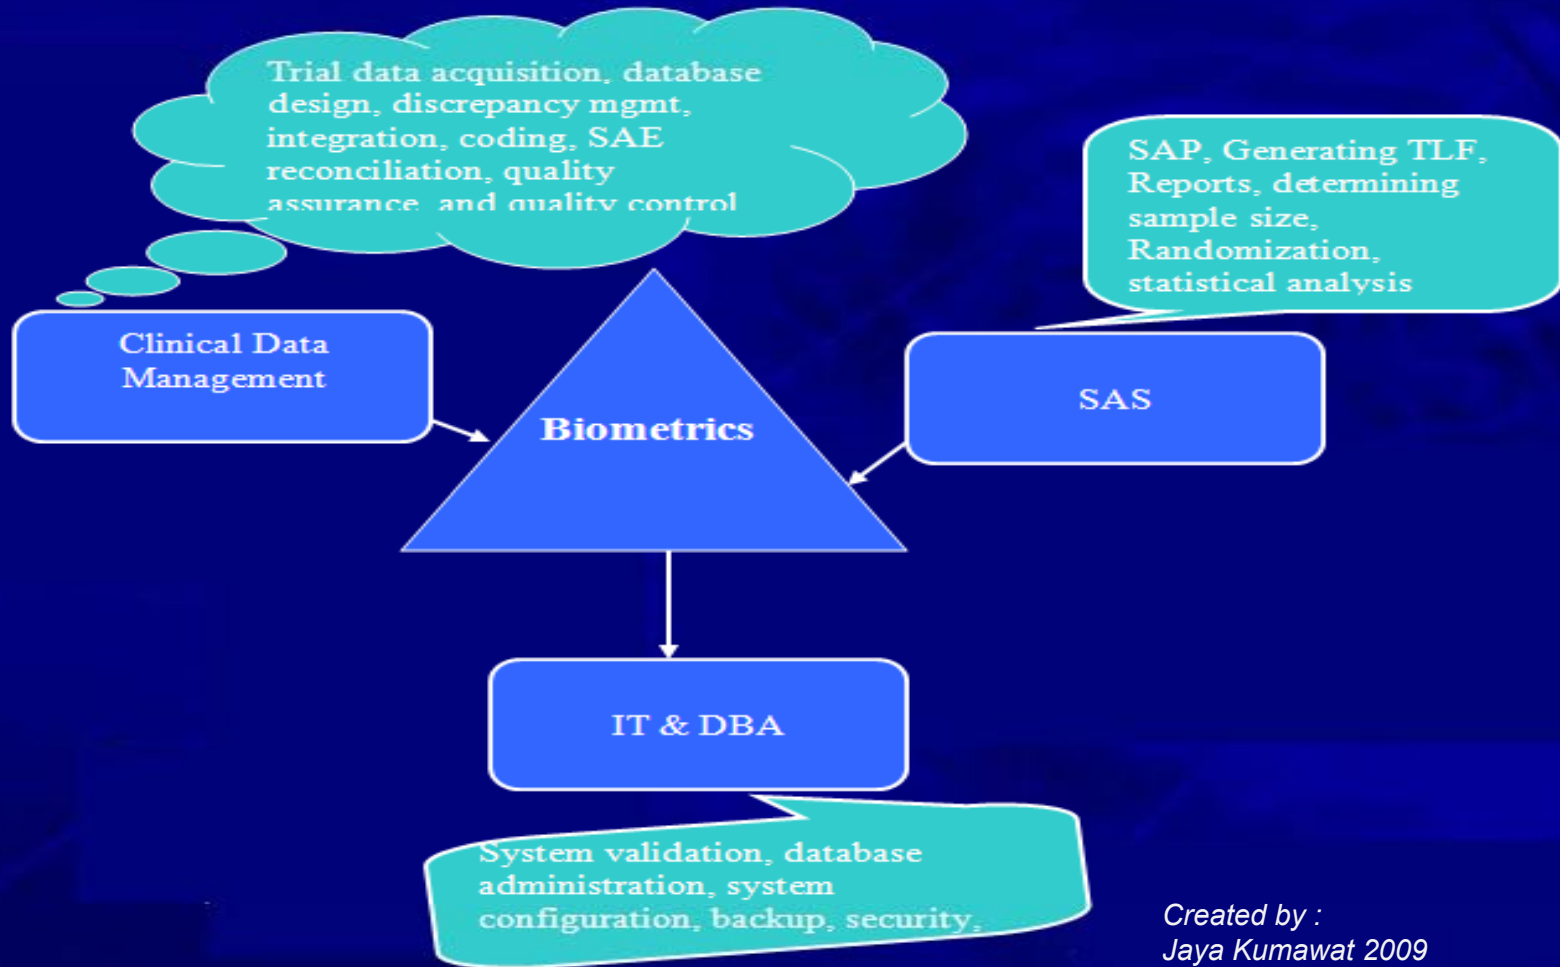 Trial data acquisition, database
design, discrepancy mgmt,
integration, coding, SAE
reconciliation, quality
assurance, and quality control
SAP, Generating TLF,
Reports, determining
sample size,
Randomization,
statistical analysis
Clinical Data
Management
Biometrics
SAS
IT & DBA
System validation, database
administration, system
configuration, backup, security,
Created by :
Jaya Kumawat 2009